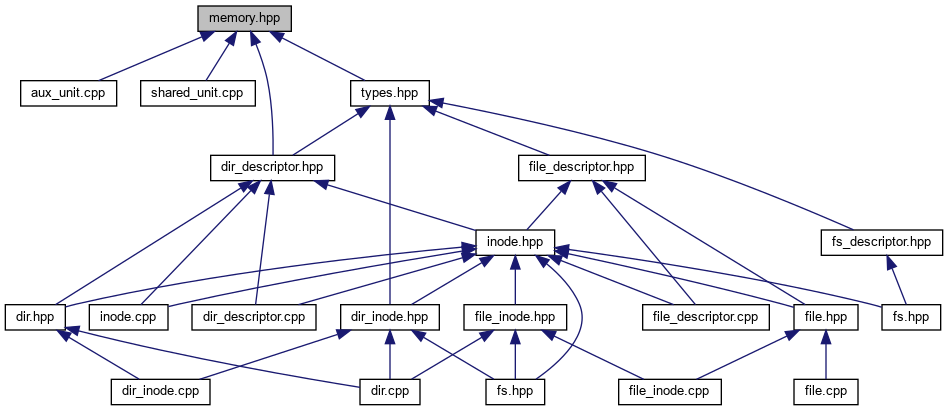 memory.hpp
aux_unit.cpp
shared_unit.cpp
types.hpp
dir_descriptor.hpp
file_descriptor.hpp
inode.hpp
fs_descriptor.hpp
dir.hpp
inode.cpp
dir_descriptor.cpp
dir_inode.hpp
file_inode.hpp
file_descriptor.cpp
file.hpp
fs.hpp
dir_inode.cpp
dir.cpp
fs.hpp
file_inode.cpp
file.cpp